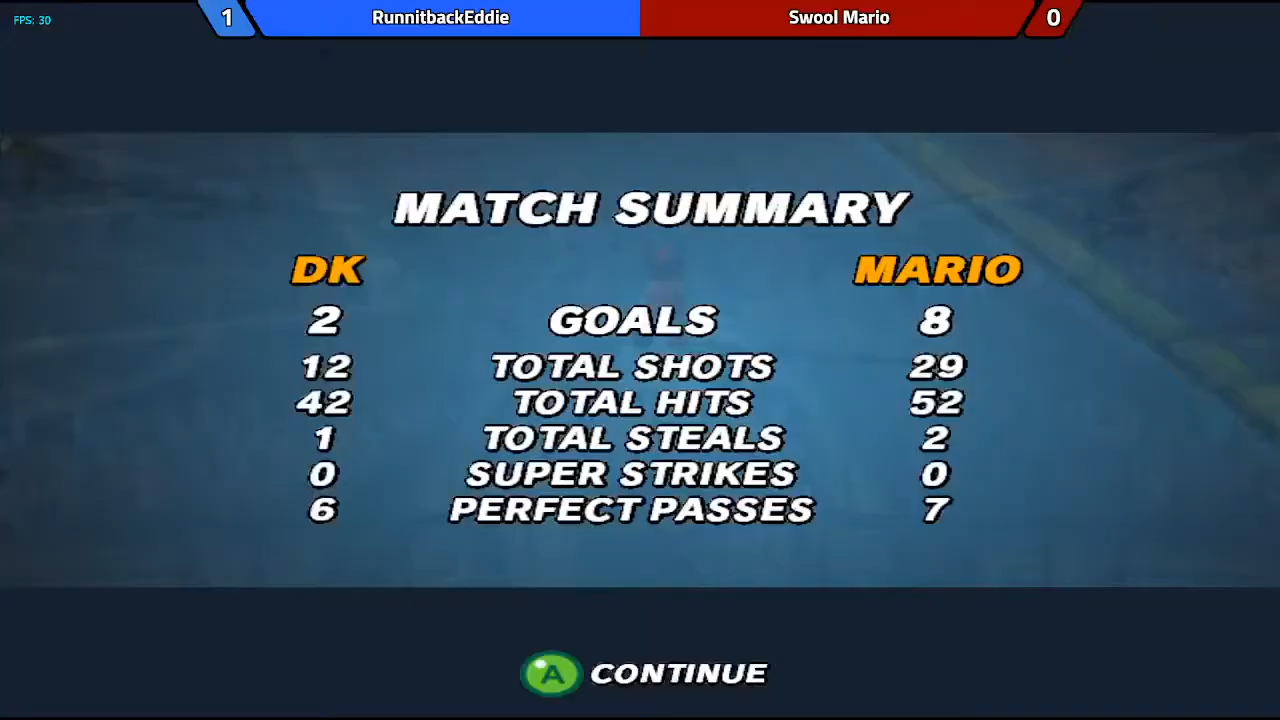 FPS: 30
1 RunnitbackEddie Swool Mario 0
MATCH SUMMARY
DK MARIO
2 GOALS 8
12 TOTAL SHOTS 29
42 TOTAL HITS 52
1 TOTAL STEALS 2
0 SUPER STRIKES 0
6 PERFECT PASSES 7
A CONTINUE